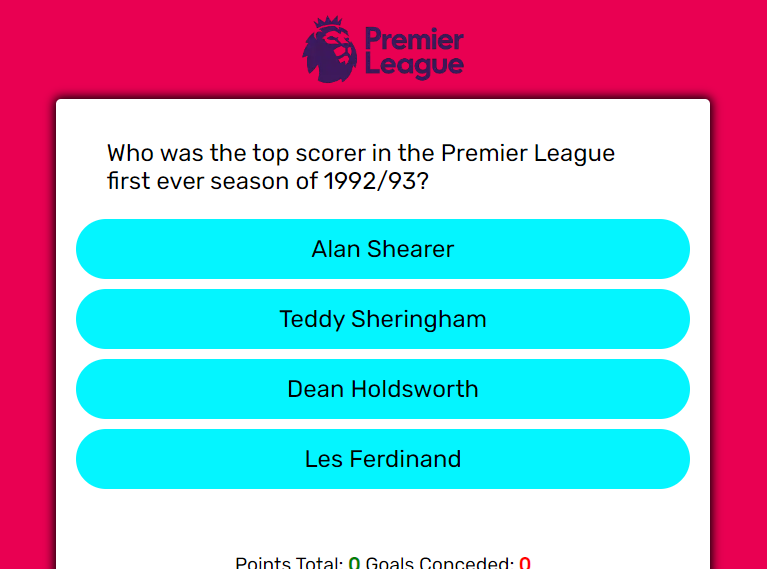 Premier
League
Who was the top scorer in the Premier League
first ever season of 1992/93?
Alan Shearer
Teddy Sheringham
Dean Holdsworth
Les Ferdinand
Points Total: 0 Goals Conceded: 0